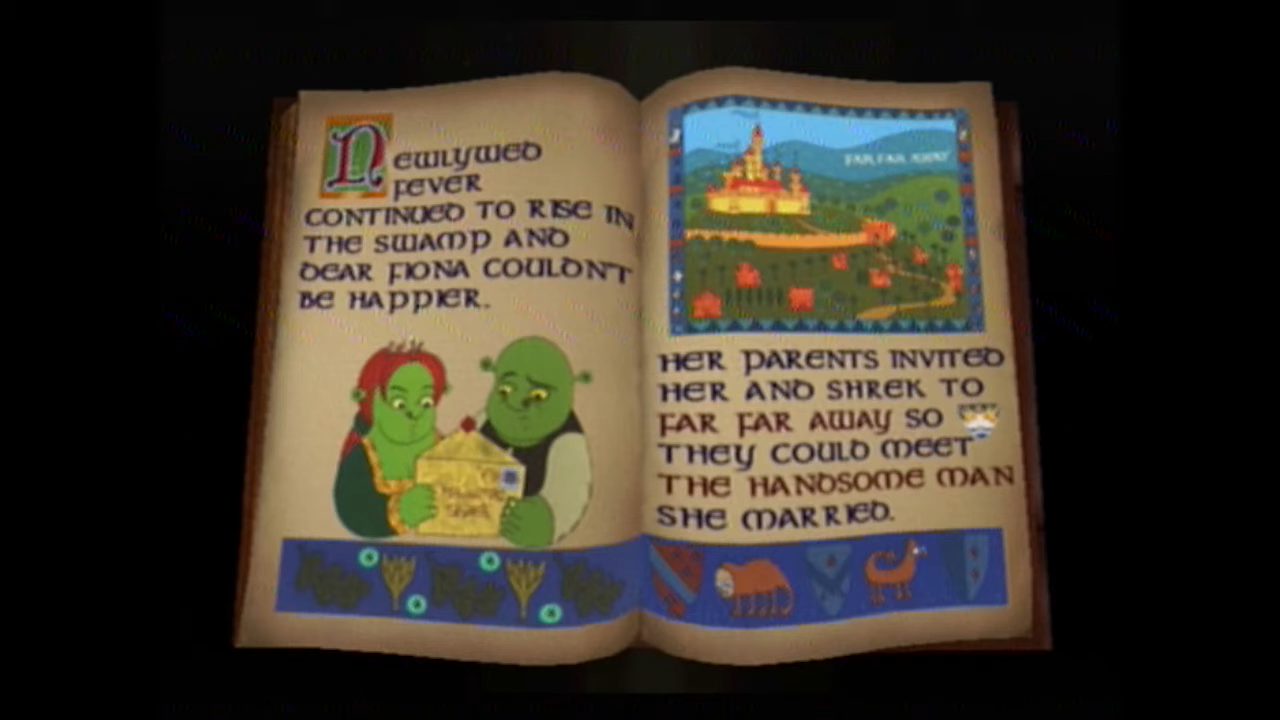 NEWLYWED
FEVER
CONTINUED TO RISE IN
THE SWAMP AND
DEAR FIONA COULDN'T
BE HAPPIER.
FAR FAR AWAY
HER PARENTS INVITED
HER AND SHREK TO
FAR FAR AWAY SO
THEY COULD MEET
THE HANDSOME MAN
SHE MARRIED.